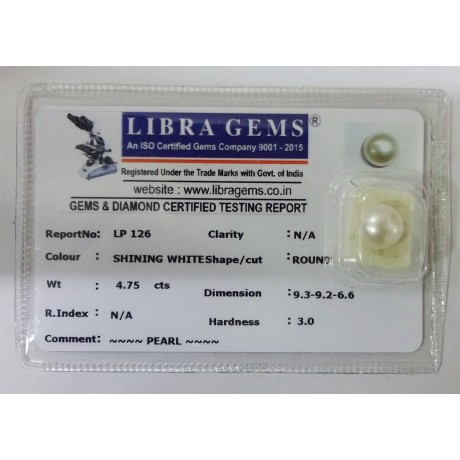 LIBRA GEMS®
An ISO Certified Gems Company 9001 - 2015
Registered Under the Trade Marks with Govt. of India
website : www.libragems.co.in
GEMS & DIAMOND CERTIFIED TESTING REPORT
ReportNo: LP 126 Clarity : N/A
Colour : SHINING WHITE Shape/cut : ROUND
Wt : 4.75 cts Dimension : 9.3-9.2-6.6
R.Index : N/A Hardness : 3.0
Comment: ~~~~ PEARL ~~~~